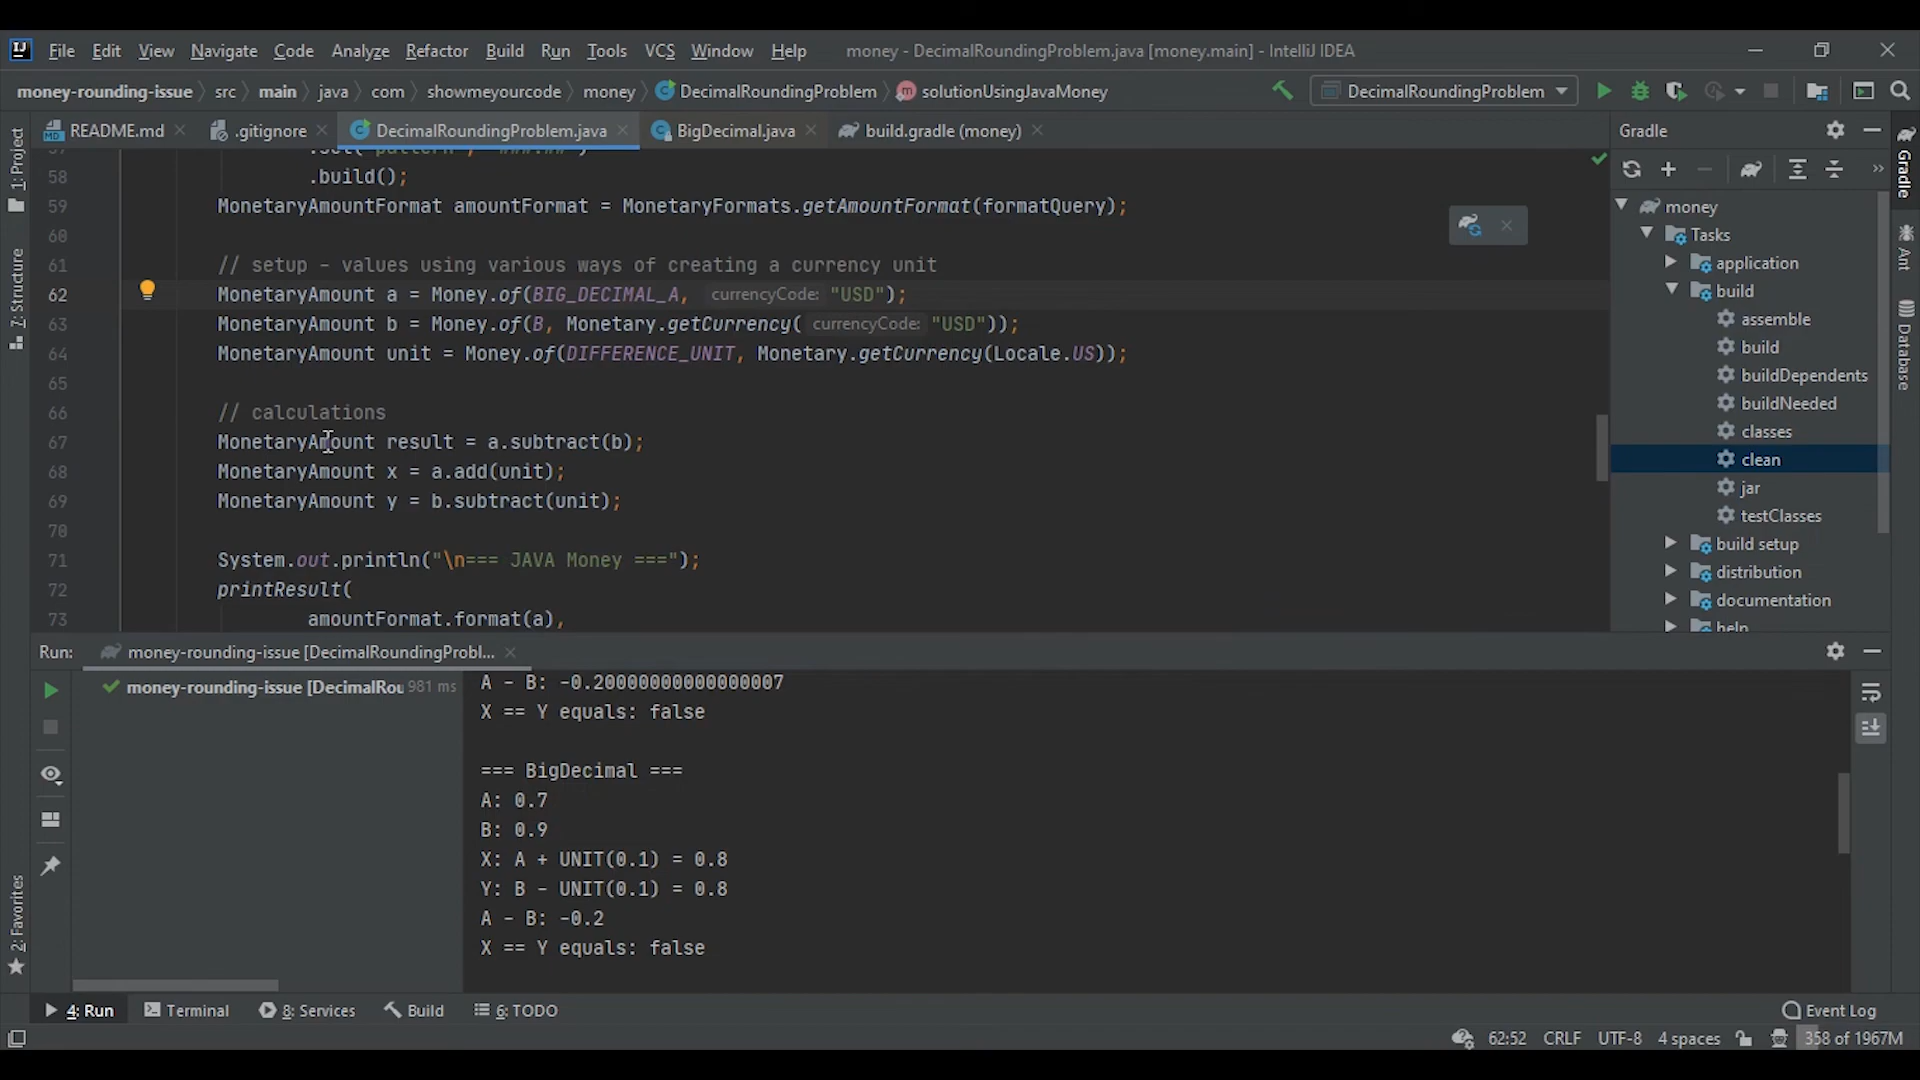 IJ File Edit View Navigate Code Analyze Refactor Build Run Tools VCS Window Help money - DecimalRoundingProblem.java [money.main] - IntelliJ IDEA
money-rounding-issue src main java com showmeyourcode money DecimalRoundingProblem solutionUsingJavaMoney DecimalRoundingProblem
README.md .gitignore DecimalRoundingProblem.java BigDecimal.java build.gradle (money) Gradle
58 .build();
59 MonetaryAmountFormat amountFormat = MonetaryFormats.getAmountFormat(formatQuery);
60
61 // setup - values using various ways of creating a currency unit
62 MonetaryAmount a = Money.of(BIG_DECIMAL_A, currencyCode: "USD");
63 MonetaryAmount b = Money.of(B, Monetary.getCurrency( currencyCode: "USD"));
64 MonetaryAmount unit = Money.of(DIFFERENCE_UNIT, Monetary.getCurrency(Locale.US));
65
66 // calculations
67 MonetaryAmount result = a.subtract(b);
68 MonetaryAmount x = a.add(unit);
69 MonetaryAmount y = b.subtract(unit);
70
71 System.out.println("\n=== JAVA Money ===");
72 printResult(
73 amountFormat.format(a),
money
Tasks
application
build
assemble
build
buildDependents
buildNeeded
classes
clean
jar
testClasses
build setup
distribution
documentation
help
1: Project
7: Structure
2: Favorites
Gradle
Ant
Database
Run: money-rounding-issue [DecimalRoundingProbl...
money-rounding-issue [DecimalRou 981 ms
A - B: -0.20000000000000007
X == Y equals: false
=== BigDecimal ===
A: 0.7
B: 0.9
X: A + UNIT(0.1) = 0.8
Y: B - UNIT(0.1) = 0.8
A - B: -0.2
X == Y equals: false
4: Run Terminal 8: Services Build 6: TODO Event Log
62:52 CRLF UTF-8 4 spaces 358 of 1967M